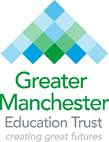 Greater
Manchester
Education Trust
creating great futures